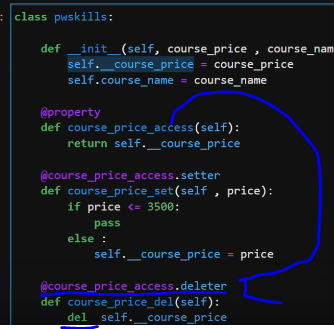 : class pwskills:
def __init__(self, course_price , course_nam
self.__course_price = course_price
self.course_name = course_name
@property
def course_price_access(self):
return self.__course_price
@course_price_access.setter
def course_price_set(self , price):
if price <= 3500:
pass
else :
self.__course_price = price
@course_price_access.deleter
def course_price_del(self):
del self.__course_price